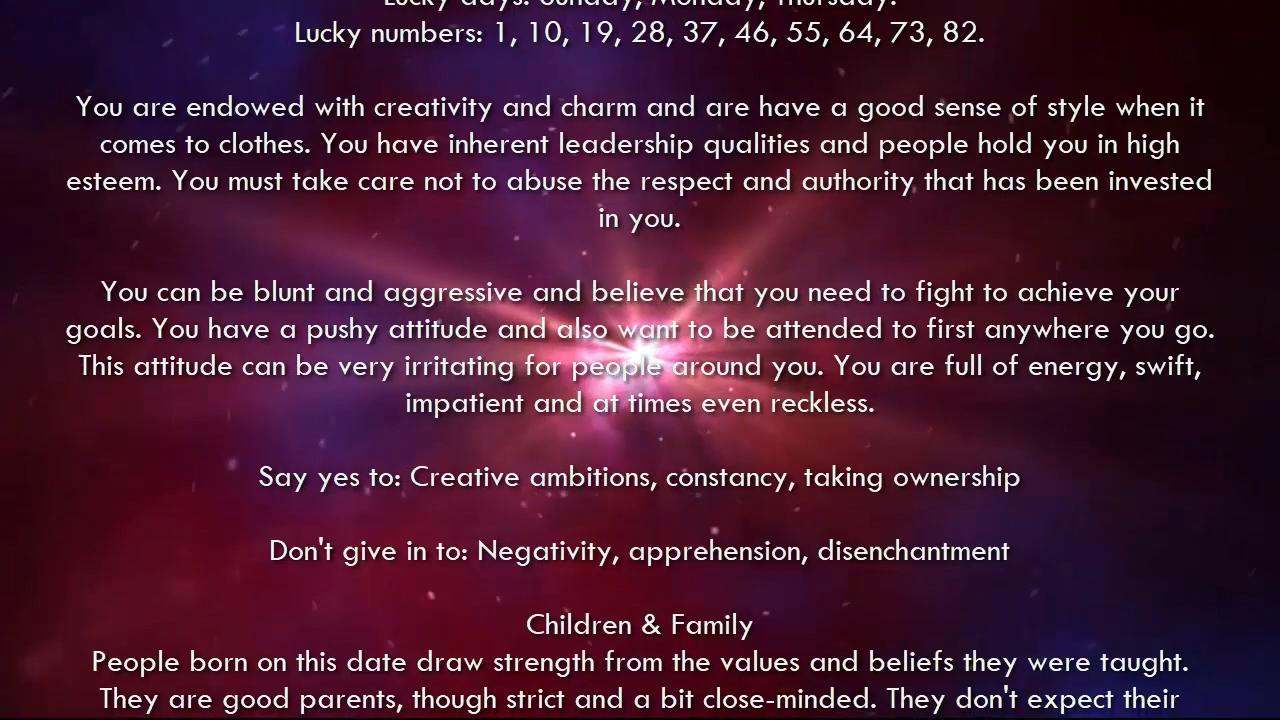 Lucky days: Sunday, Monday, Thursday.
Lucky numbers: 1, 10, 19, 28, 37, 46, 55, 64, 73, 82.
You are endowed with creativity and charm and are have a good sense of style when it
comes to clothes. You have inherent leadership qualities and people hold you in high
esteem. You must take care not to abuse the respect and authority that has been invested
in you.
You can be blunt and aggressive and believe that you need to fight to achieve your
goals. You have a pushy attitude and also want to be attended to first anywhere you go.
This attitude can be very irritating for people around you. You are full of energy, swift,
impatient and at times even reckless.
Say yes to: Creative ambitions, constancy, taking ownership
Don't give in to: Negativity, apprehension, disenchantment
Children & Family
People born on this date draw strength from the values and beliefs they were taught.
They are good parents, though strict and a bit close-minded. They don't expect their